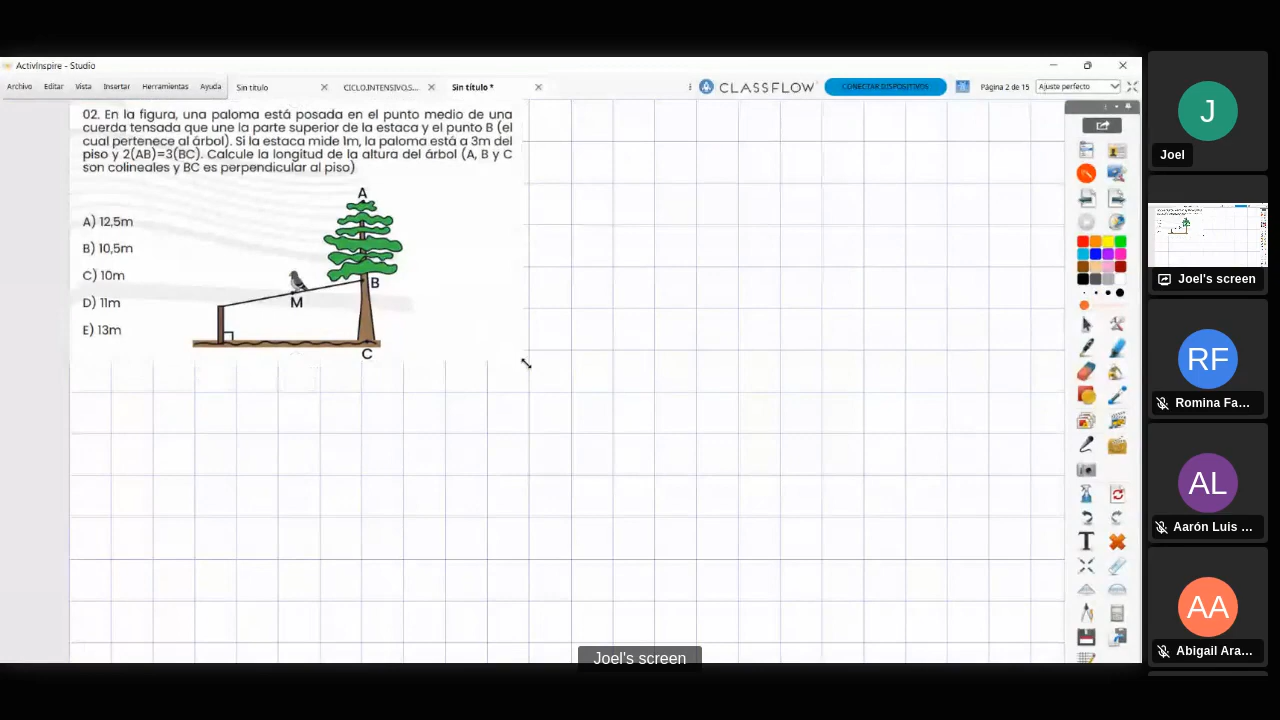 ActivInspire - Studio
Archivo Editar Vista Insertar Herramientas Ayuda
Sin título
CICLO.INTENSIVO.S...
Sin título *
CLASSFLOW
CONECTAR DISPOSITIVOS
Página 2 de 15
Ajuste perfecto
02. En la figura, una paloma está posada en el punto medio de una
cuerda tensada que une la parte superior de la estaca y el punto B (el
cual pertenece al árbol). Si la estaca mide 1m, la paloma está a 3m del
piso y 2(AB)=3(BC). Calcule la longitud de la altura del árbol (A, B y C
son colineales y BC es perpendicular al piso)
A) 12,5m
B) 10,5m
C) 10m
D) 11m
E) 13m
A
B
M
C
T
J
Joel
Joel's screen
RF
Romina Fa...
AL
Aarón Luis ...
AA
Abigail Ara...
Joel's screen